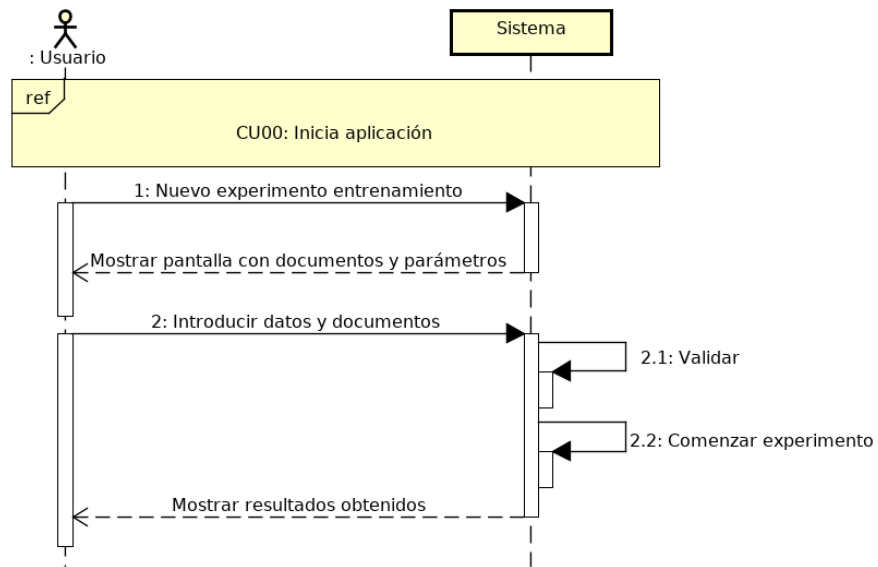 Sistema
: Usuario
ref
CU00: Inicia aplicación
1: Nuevo experimento entrenamiento
Mostrar pantalla con documentos y parámetros
2: Introducir datos y documentos
2.1: Validar
2.2: Comenzar experimento
Mostrar resultados obtenidos